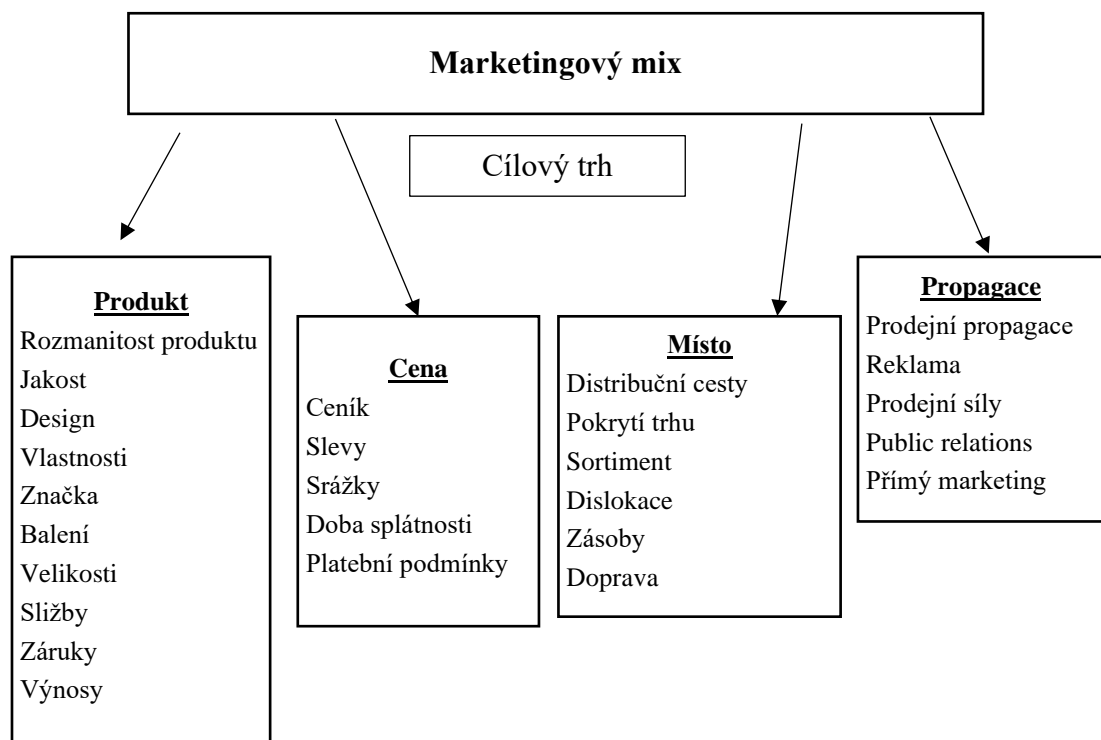 Marketingový mix
Cílový trh
Produkt
Rozmanitost produktu
Jakost
Design
Vlastnosti
Značka
Balení
Velikosti
Sližby
Záruky
Výnosy
Cena
Ceník
Slevy
Srážky
Doba splátnosti
Platební podmínky
Místo
Distribuční cesty
Pokrytí trhu
Sortiment
Dislokace
Zásoby
Doprava
Propagace
Prodejní propagace
Reklama
Prodejní síly
Public relations
Přímý marketing